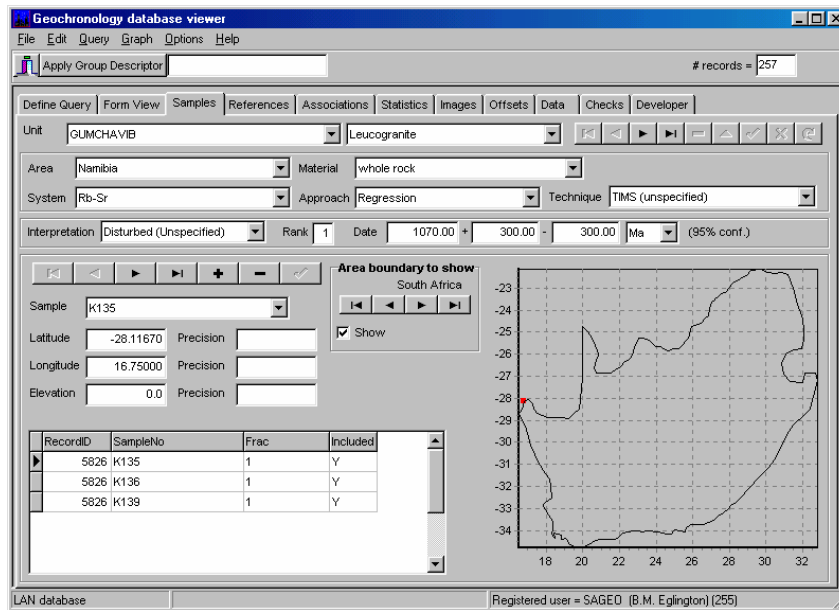 Geochronology database viewer
File Edit Query Graph Options Help
Apply Group Descriptor # records = 257
Define Query Form View Samples References Associations Statistics Images Offsets Data Checks Developer
Unit GUMCHAVIB Leucogranite
Area Namibia Material whole rock
System Rb-Sr Approach Regression Technique TIMS (unspecified)
Interpretation Disturbed (Unspecified) Rank 1 Date 1070.00 + 300.00 - 300.00 Ma (95% conf.)
Area boundary to show
South Africa
Show
Sample K135
Latitude -28.11670 Precision
Longitude 16.75000 Precision
Elevation 0.0 Precision
RecordID SampleNo Frac Included
5826 K135 1 Y
5826 K136 1 Y
5826 K139 1 Y
-23
-24
-25
-26
-27
-28
-29
-30
-31
-32
-33
-34
18 20 22 24 26 28 30 32
LAN database Registered user = SAGEO (B.M. Eglington) (255)